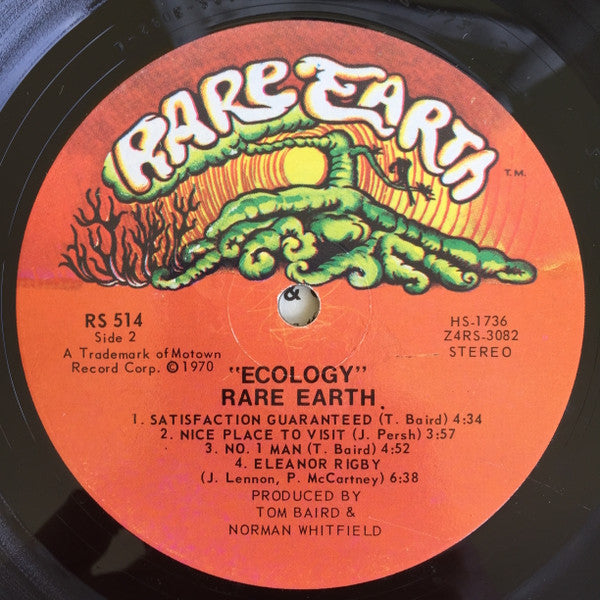 RARE EARTH
T.M.
RS 514
Side 2
A Trademark of Motown
Record Corp. ©1970
HS-1736
Z4RS-3082
STEREO
&
"ECOLOGY"
RARE EARTH
1. SATISFACTION GUARANTEED (T. Baird) 4:34
2. NICE PLACE TO VISIT (J. Persh) 3:57
3. NO. 1 MAN (T. Baird) 4:52
4. ELEANOR RIGBY
(J. Lennon, P. McCartney) 6:38
PRODUCED BY
TOM BAIRD &
NORMAN WHITFIELD